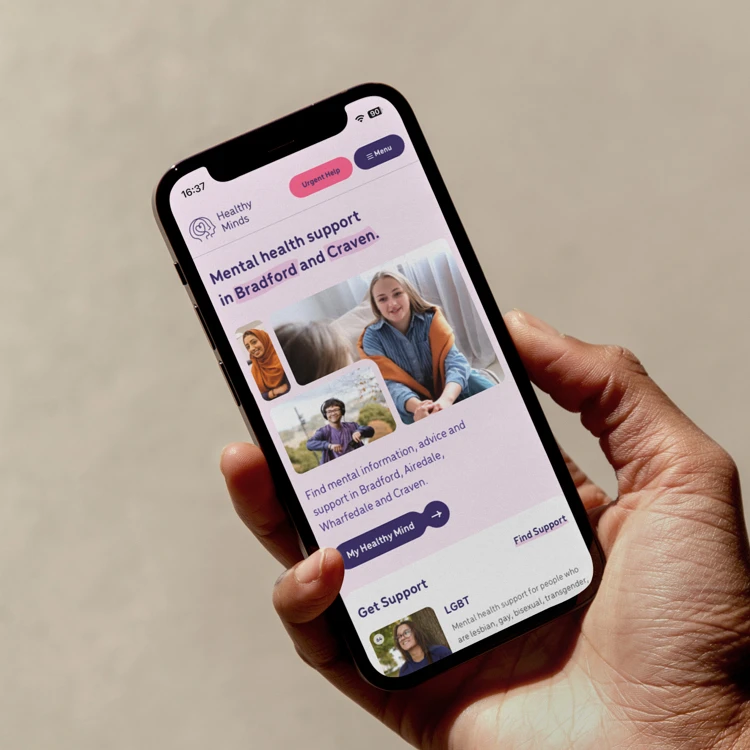 16:37
90
Healthy
Minds
Urgent Help
Menu
Mental health support
in Bradford and Craven.
Find mental information, advice and
support in Bradford, Airedale,
Wharfedale and Craven.
My Healthy Mind
Find Support
Get Support
LGBT
Mental health support for people who
are lesbian, gay, bisexual, transgender,